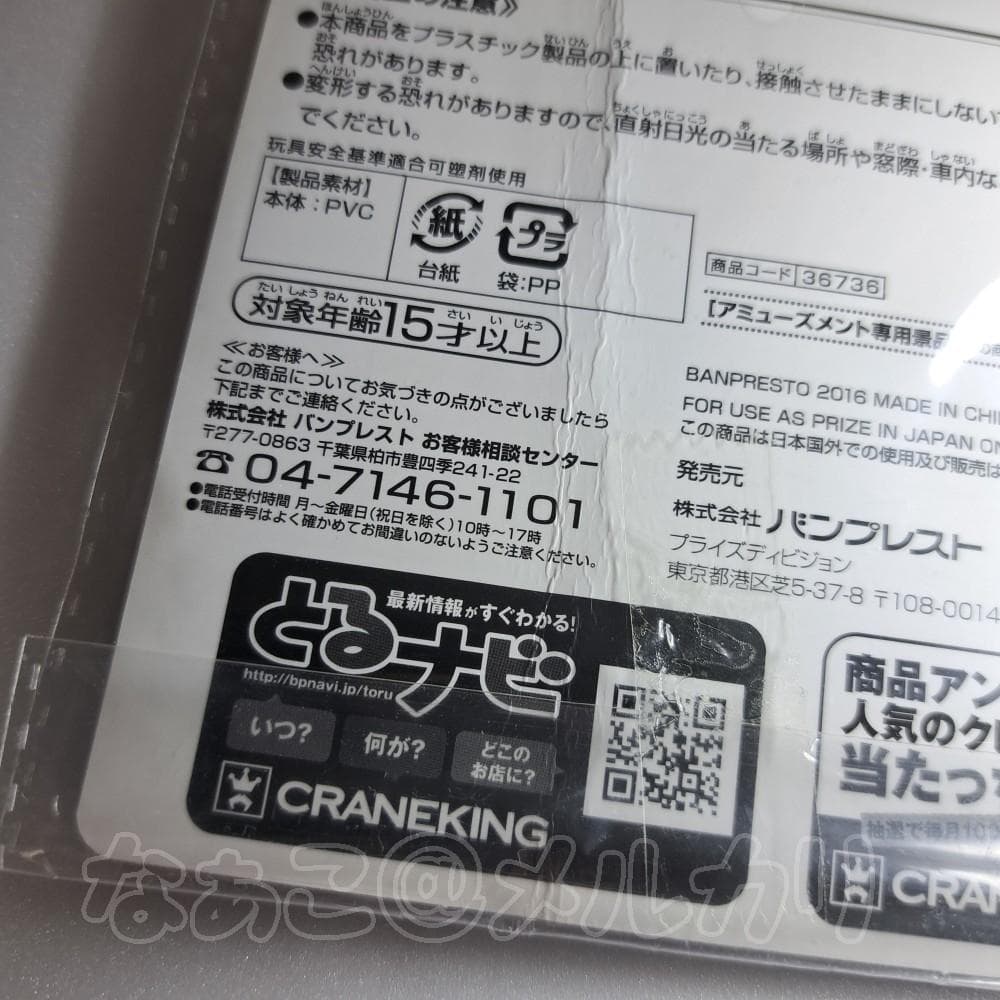 の注意》
●本商品をプラスチック製品の上に置いたり、接触させたままにしない
恐れがあります。
●変形する恐れがありますので、直射日光の当たる場所や窓際・車内な
でください。
玩具安全基準適合可塑剤使用
【製品素材】
本体：PVC
紙
台紙
プラ
袋:PP
商品コード 36736
【アミューズメント専用景品
対象年齢15才以上
≪お客様へ≫
この商品についてお気づきの点がございましたら
下記までご連絡ください。
株式会社 バンプレスト お客様相談センター
〒277-0863 千葉県柏市豊四季241-22
☎ 04-7146-1101
●電話受付時間 月～金曜日(祝日を除く)10時～17時
●電話番号はよく確かめてお間違いのないようご注意ください。
BANPRESTO 2016 MADE IN CHI
FOR USE AS PRIZE IN JAPAN ON
この商品は日本国外での使用及び販売は
発売元
株式会社 バンプレスト
プライズディビジョン
東京都港区芝5-37-8 〒108-0014
最新情報がすぐわかる!
とるナビ
http://bpnavi.jp/toru
いつ?
何が?
どこの
お店に?
CRANEKING
商品アン
人気のク
当たっ
抽選で毎月10
CRANEKING
なぁこ@メルカリ